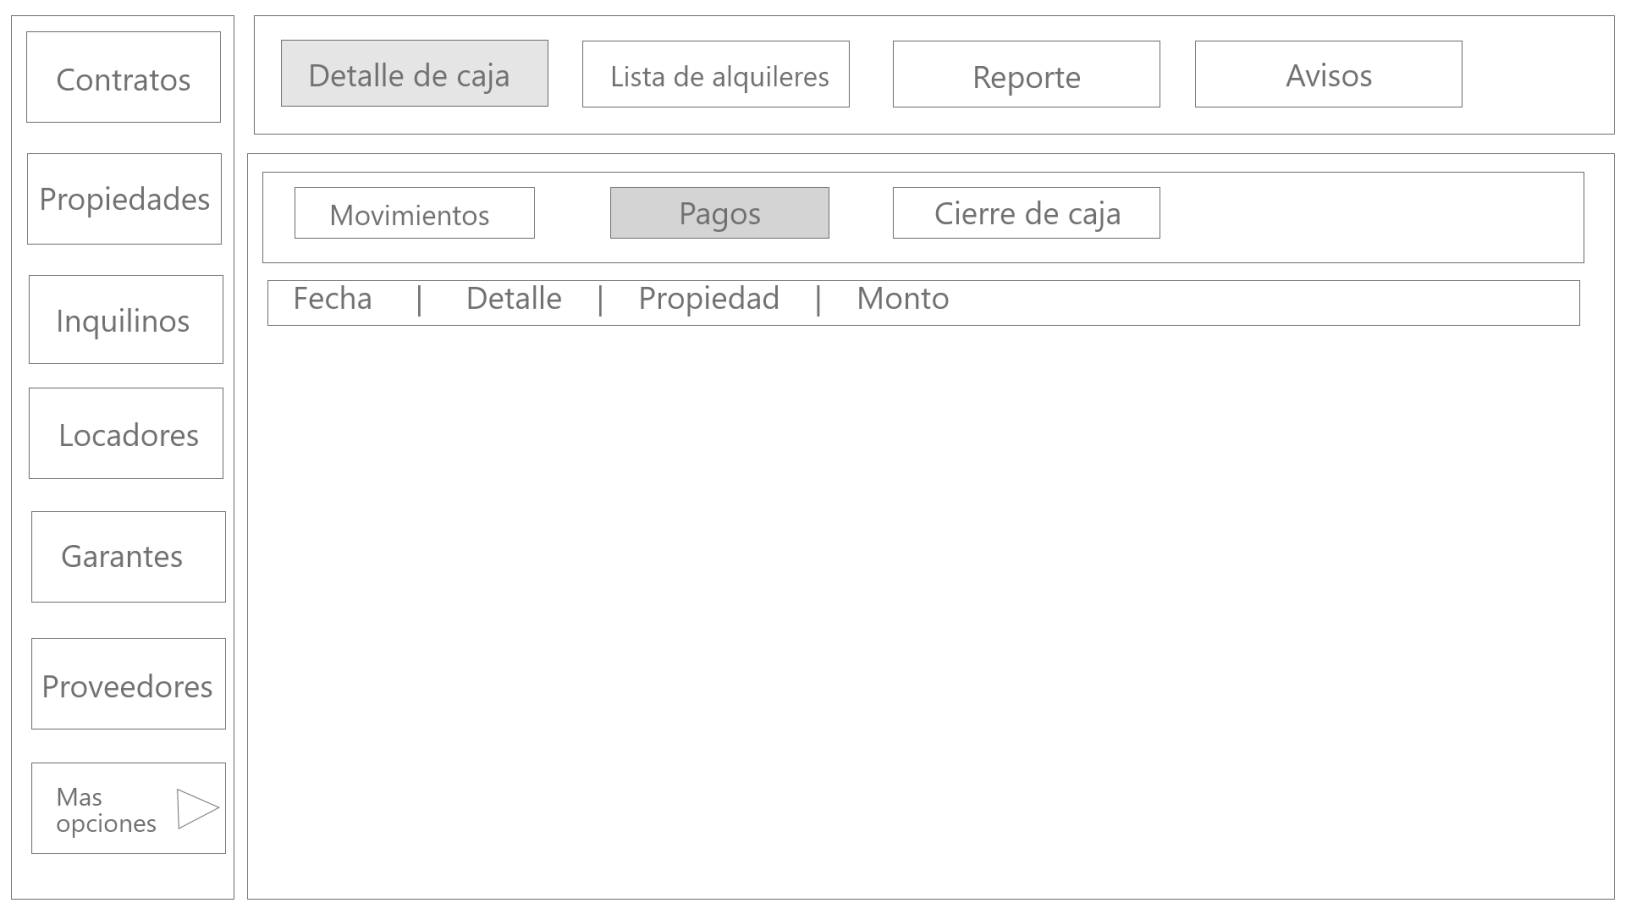 Contratos
Propiedades
Inquilinos
Locadores
Garantes
Proveedores
Mas
opciones
Detalle de caja
Lista de alquileres
Reporte
Avisos
Movimientos
Pagos
Cierre de caja
Fecha | Detalle | Propiedad | Monto